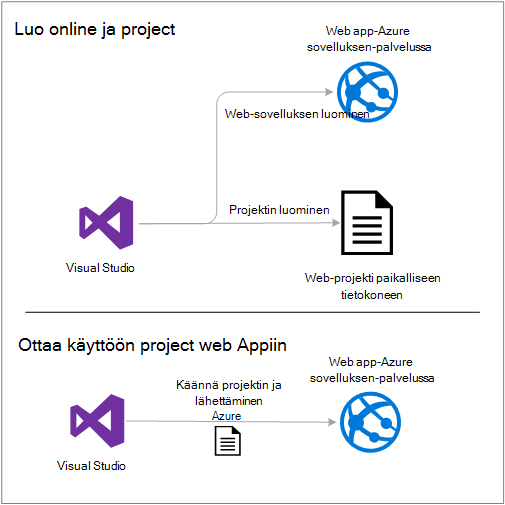 Luo online ja project
Web app-Azure
sovelluksen-palvelussa
Web-sovelluksen luominen
Projektin luominen
Visual Studio
Web-projekti paikalliseen
tietokoneen
Ottaa käyttöön project web Appiin
Web app-Azure
sovelluksen-palvelussa
Käännä projektin ja
lähettäminen
Azure
Visual Studio